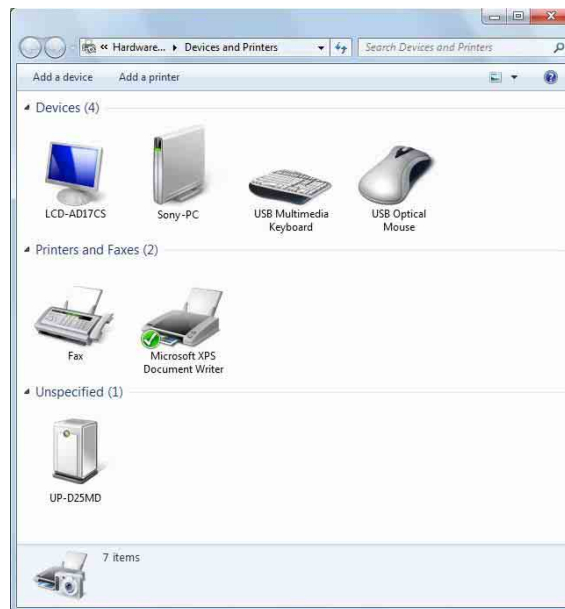 « Hardware... ▸ Devices and Printers
Search Devices and Printers
Add a device Add a printer
Devices (4)
LCD-AD17CS
Sony-PC
USB Multimedia
Keyboard
USB Optical
Mouse
Printers and Faxes (2)
Fax
Microsoft XPS
Document Writer
Unspecified (1)
UP-D25MD
7 items